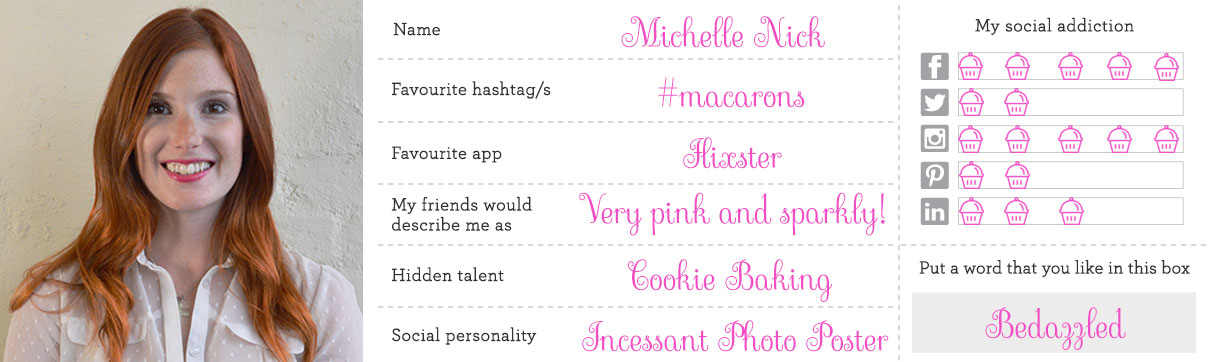 Name
Michelle Nick
Favourite hashtag/s
#macarons
Favourite app
Flixster
My friends would
describe me as
Very pink and sparkly!
Hidden talent
Cookie Baking
Social personality
Incessant Photo Poster
My social addiction
f
in
Put a word that you like in this box
Bedazzled